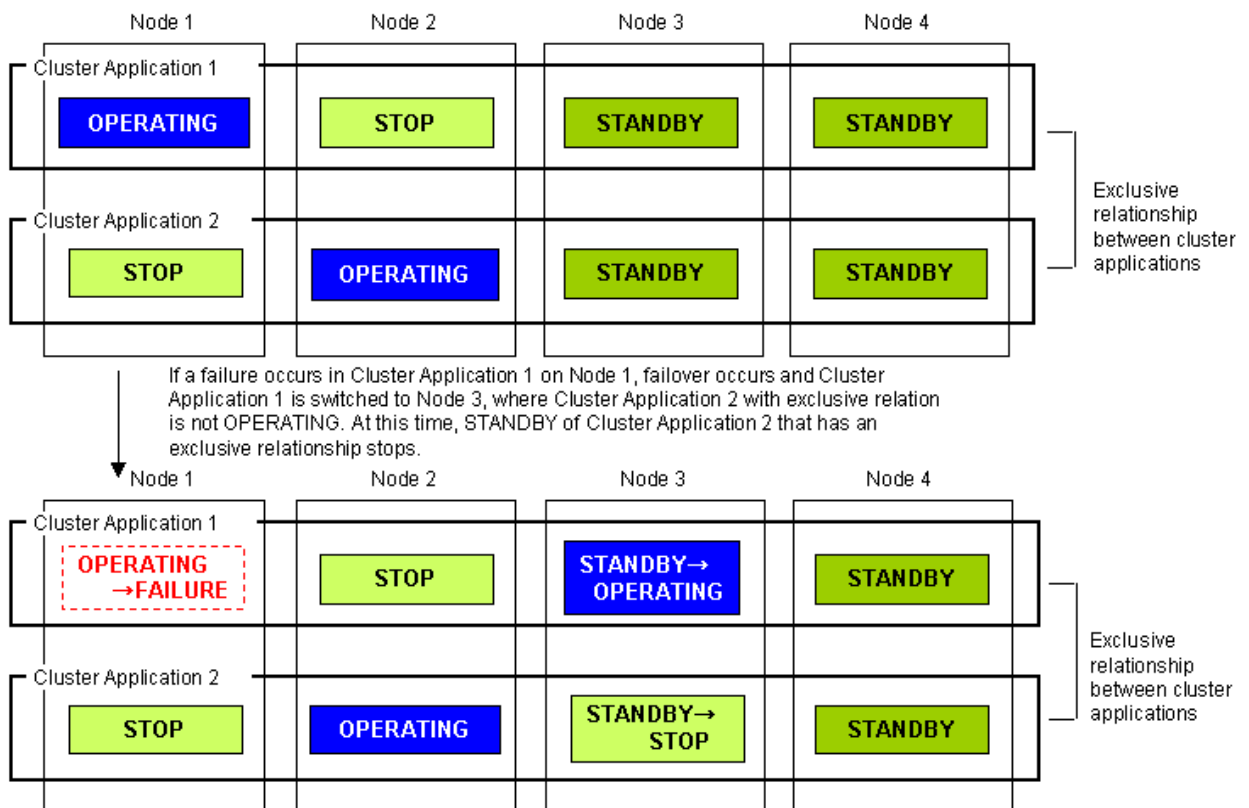 Node 1
Node 2
Node 3
Node 4
Cluster Application 1
OPERATING
STOP
STANDBY
STANDBY
Cluster Application 2
STOP
OPERATING
STANDBY
STANDBY
Exclusive
relationship
between cluster
applications
If a failure occurs in Cluster Application 1 on Node 1, failover occurs and Cluster
Application 1 is switched to Node 3, where Cluster Application 2 with exclusive relation
is not OPERATING. At this time, STANDBY of Cluster Application 2 that has an
exclusive relationship stops.
Node 1
Node 2
Node 3
Node 4
Cluster Application 1
OPERATING
→FAILURE
STOP
STANDBY→
OPERATING
STANDBY
Cluster Application 2
STOP
OPERATING
STANDBY→
STOP
STANDBY
Exclusive
relationship
between cluster
applications